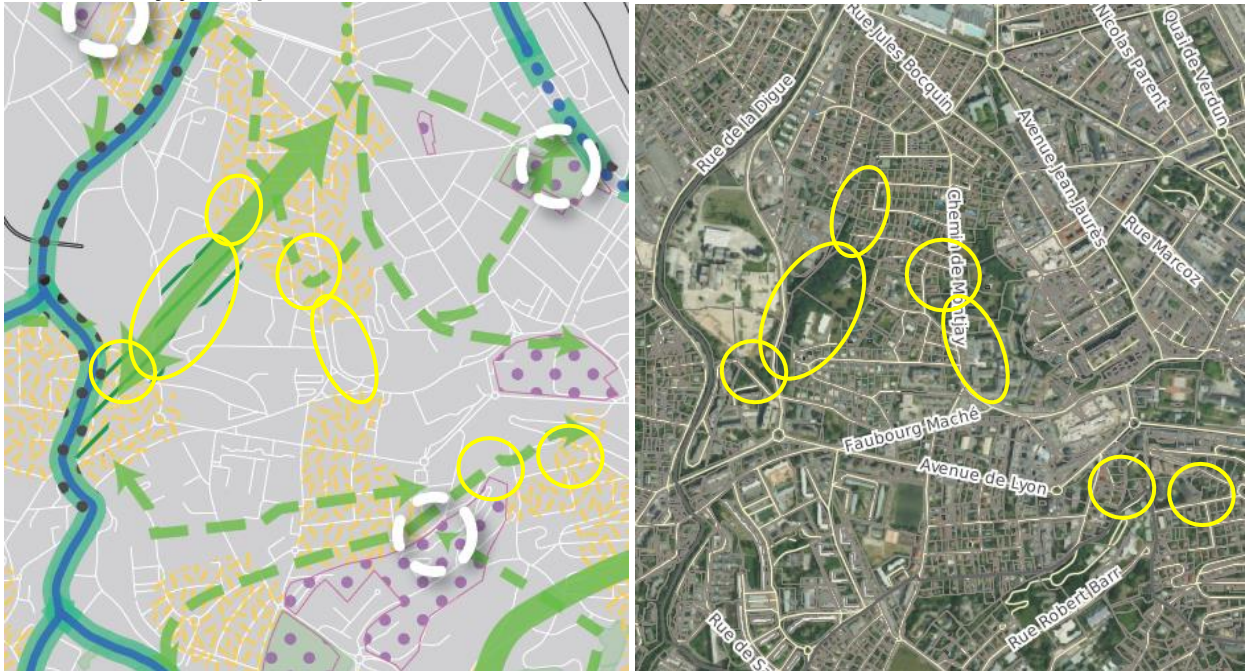 Rue Jules Bocquin
Nicolas Parent
Quai de Verdun
Rue de la Digue
Avenue Jean Jaurès
Chemin de Montjay
Rue Marcoz
Faubourg Maché
Avenue de Lyon
Rue Robert Barr
Rue de S